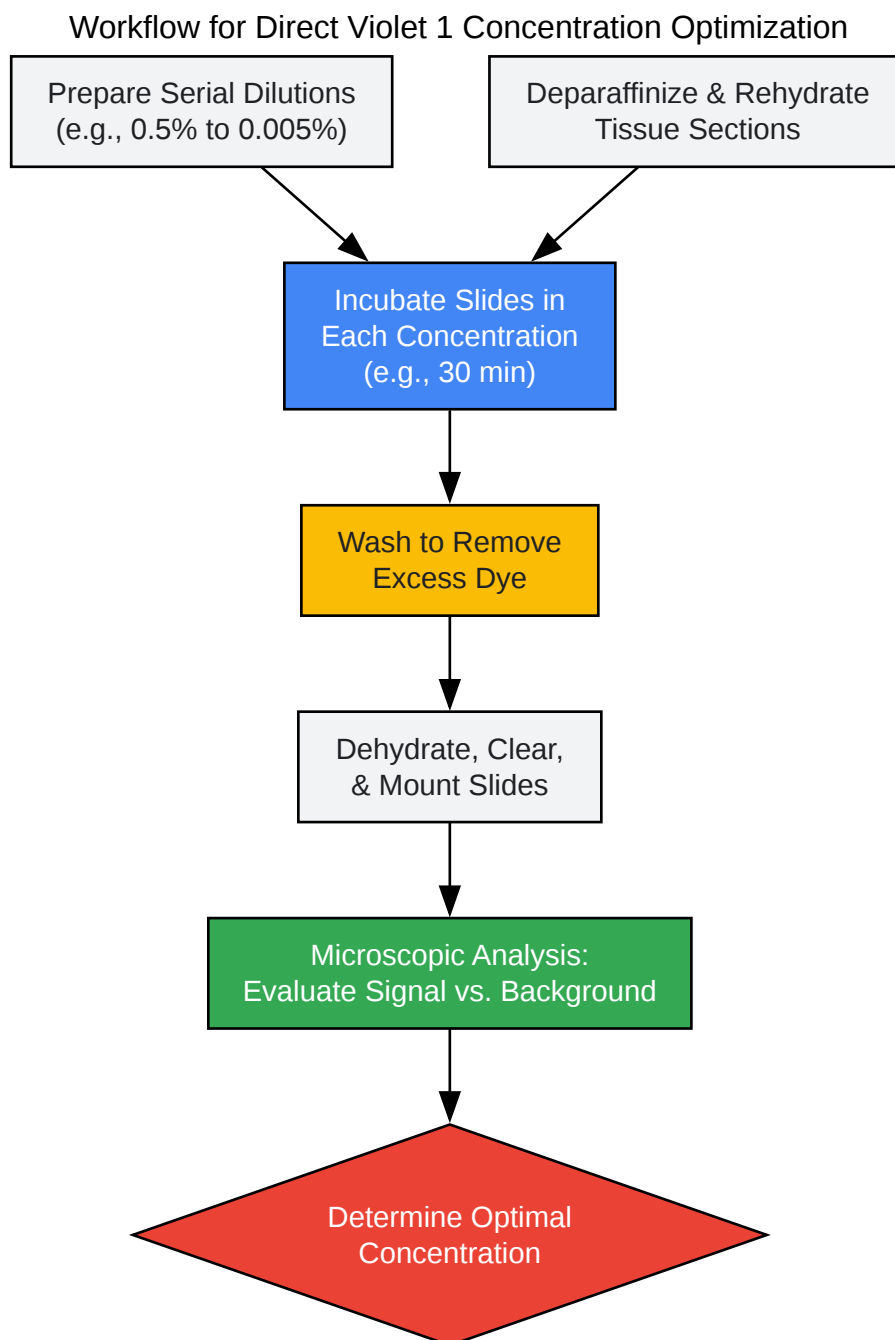 Workflow for Direct Violet 1 Concentration Optimization
Prepare Serial Dilutions
(e.g., 0.5% to 0.005%)
Deparaffinize & Rehydrate
Tissue Sections
Incubate Slides in
Each Concentration
(e.g., 30 min)
Wash to Remove
Excess Dye
Dehydrate, Clear,
& Mount Slides
Microscopic Analysis:
Evaluate Signal vs. Background
Determine Optimal
Concentration